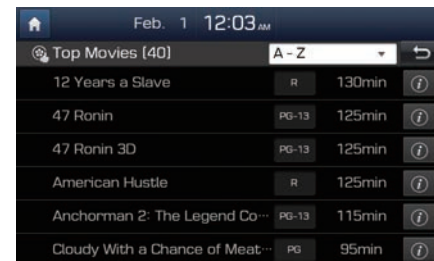 Feb. 1 12:03 AM
Top Movies (40) A - Z
12 Years a Slave R 130min
47 Ronin PG-13 125min
47 Ronin 3D PG-13 125min
American Hustle R 125min
Anchorman 2: The Legend Co··· PG-13 115min
Cloudy With a Chance of Meat··· PG 95min